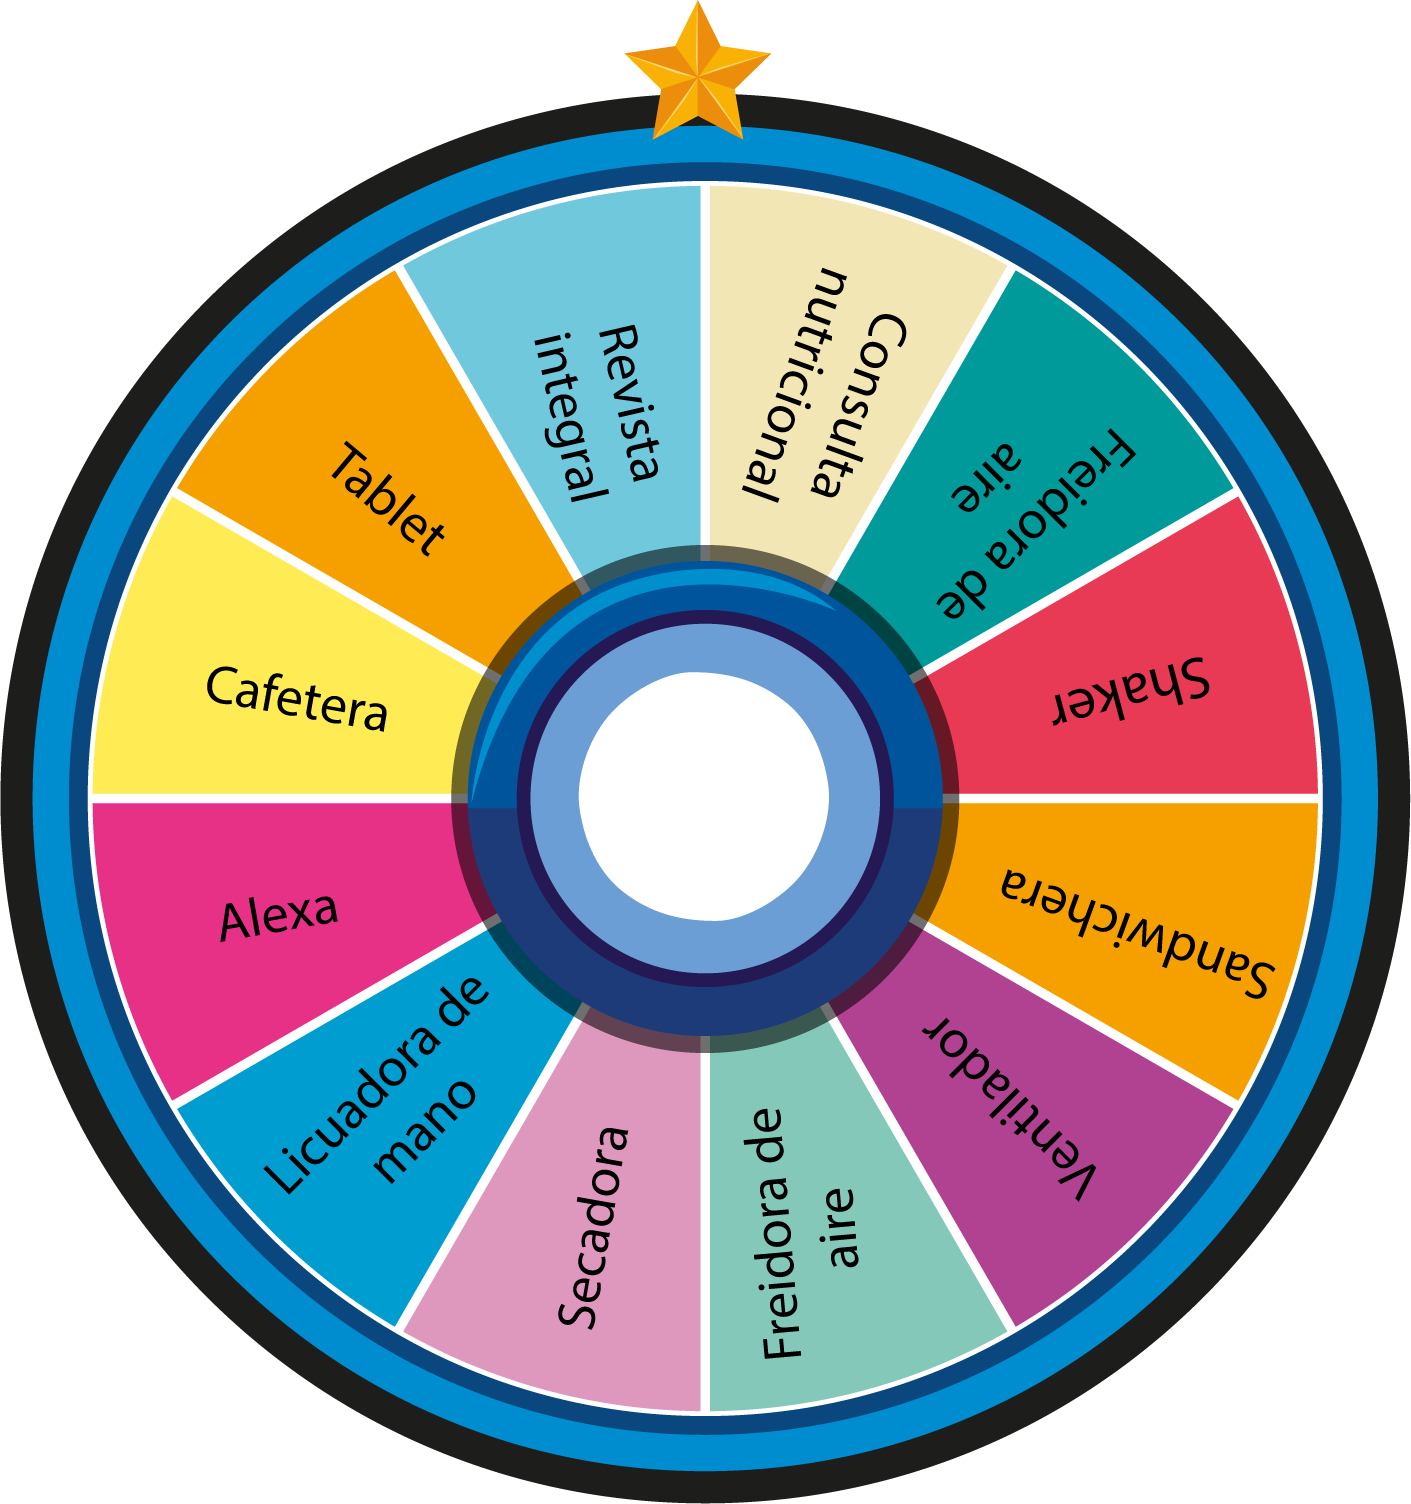 Consulta
nutricional
Freidora de
aire
Shaker
Sandwichera
Ventilador
Freidora de
aire
Secadora
Licuadora de
mano
Alexa
Cafetera
Tablet
Revista
integral